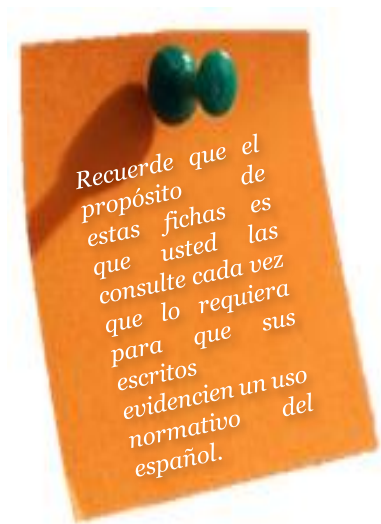 Recuerde que el
propósito de
estas fichas es
que usted las
consulte cada vez
que lo requiera
para que sus
escritos
evidencien un uso
normativo del
español.